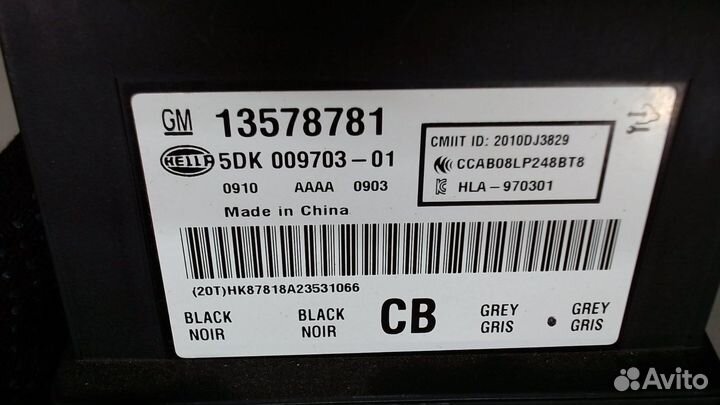 GM 13578781
HELLA 5DK 009703-01
0910 AAAA 0903
Made in China
CMIIT ID: 2010DJ3829
CCAB08LP248BT8
HLA-970301
(20T)HK87818A23531066
BLACK NOIR
BLACK NOIR
CB
GREY GRIS
GREY GRIS
Avito